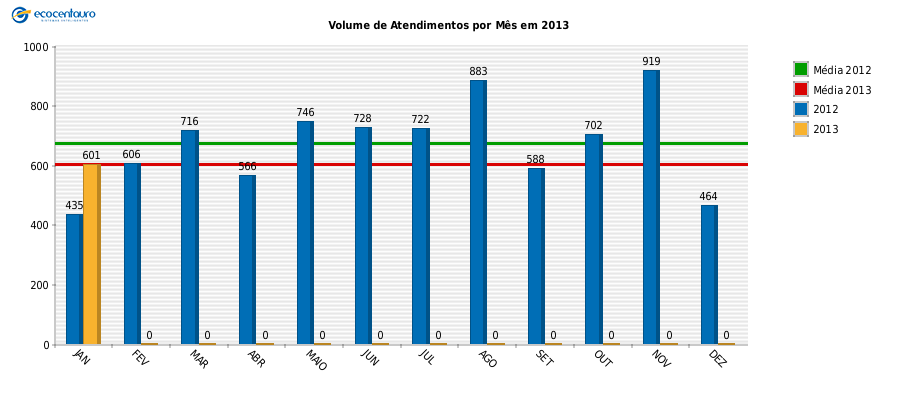 ecocentauro
Volume de Atendimentos por Mês em 2013
1000
800
600
400
200
0
435
601
606
0
716
0
566
0
746
0
728
0
722
0
883
0
588
0
702
0
919
0
464
0
JAN
FEV
MAR
ABR
MAIO
JUN
JUL
AGO
SET
OUT
NOV
DEZ
Média 2012
Média 2013
2012
2013